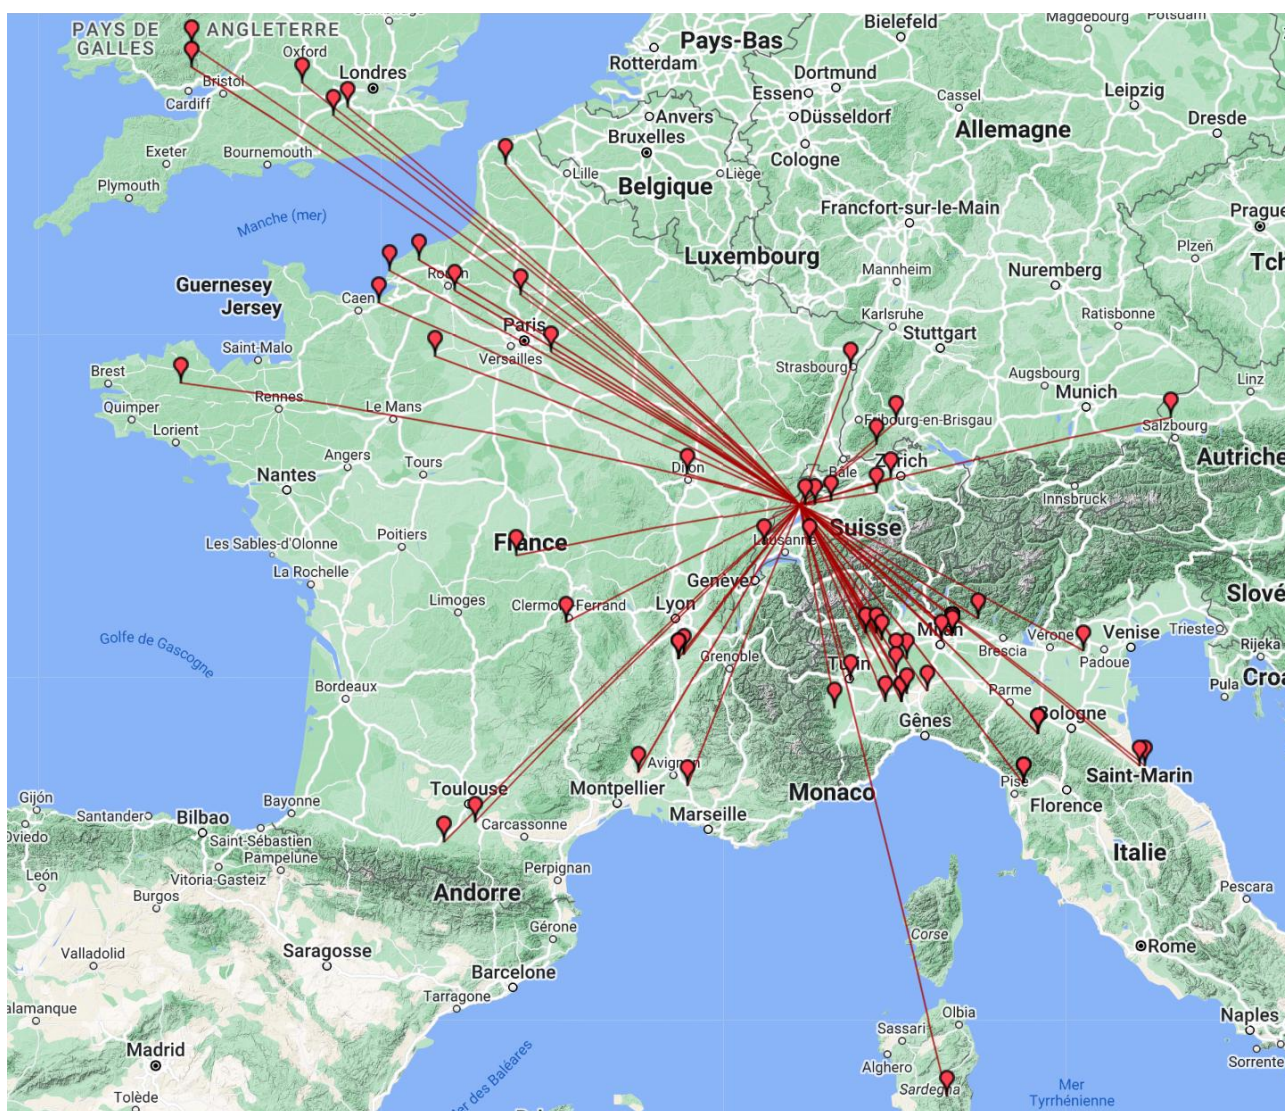 PAYS DE
GALLES
ANGLETERRE
Oxford
Londres
Bristol
Cardiff
Exeter
Bournemouth
Plymouth
Manche (mer)
Guernesey
Jersey
Pays-Bas
Rotterdam
Anvers
Bruxelles
Lille
Liège
Belgique
Luxembourg
Bielefeld
Magdebourg
Potsdam
Dortmund
Essen
Düsseldorf
Cologne
Cassel
Leipzig
Dresde
Allemagne
Francfort-sur-le-Main
Prague
Plzeň
Tch
Mannheim
Nuremberg
Karlsruhe
Stuttgart
Ratisbonne
Strasbourg
Augsbourg
Munich
Linz
Salzbourg
Autriche
Fribourg-en-Brisgau
Innsbruck
Caen
Paris
Versailles
Saint-Malo
Brest
Quimper
Lorient
Rennes
Le Mans
Angers
Tours
Nantes
Dijon
Bâle
Zurich
Suisse
Lausanne
Genève
France
Poitiers
Les Sables-d'Olonne
La Rochelle
Limoges
Clermont-Ferrand
Lyon
Grenoble
Golfe de
Gascogne
Bordeaux
Milan
Turin
Brescia
Vérone
Padoue
Venise
Trieste
Slové
Rijeka
Croa
Pula
Parme
Bologne
Gênes
Pise
Florence
Saint-Marin
Italie
Monaco
Avignon
Montpellier
Marseille
Toulouse
Carcassonne
Bayonne
Gijón
Oviedo
Santander
Bilbao
Saint-Sébastien
Pampelune
Vitoria-Gasteiz
León
Burgos
Andorre
Perpignan
Gérone
Valladolid
Saragosse
Barcelone
Tarragone
alamanque
Madrid
Tolède
Mer des Baléares
Corse
Pescara
Rome
Naples
Sorrente
Olbia
Sassari
Alghero
Sardegna
Mer
Tyrrhénienne